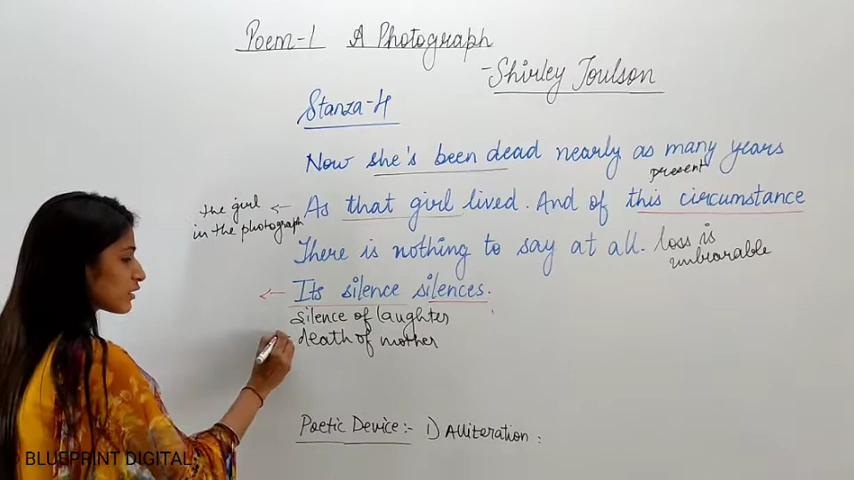 Poem-1 A Photograph
-Shirley Toulson
Stanza-4
Now she's been dead nearly as many years
present
the girl
in the photograph
As that girl lived. And of this circumstance
There is nothing to say at all.
loss is
unbearable
Its silence silences.
silence of laughter
death of mother
Poetic Device:- 1) Alliteration:
BLUEPRINT DIGITAL